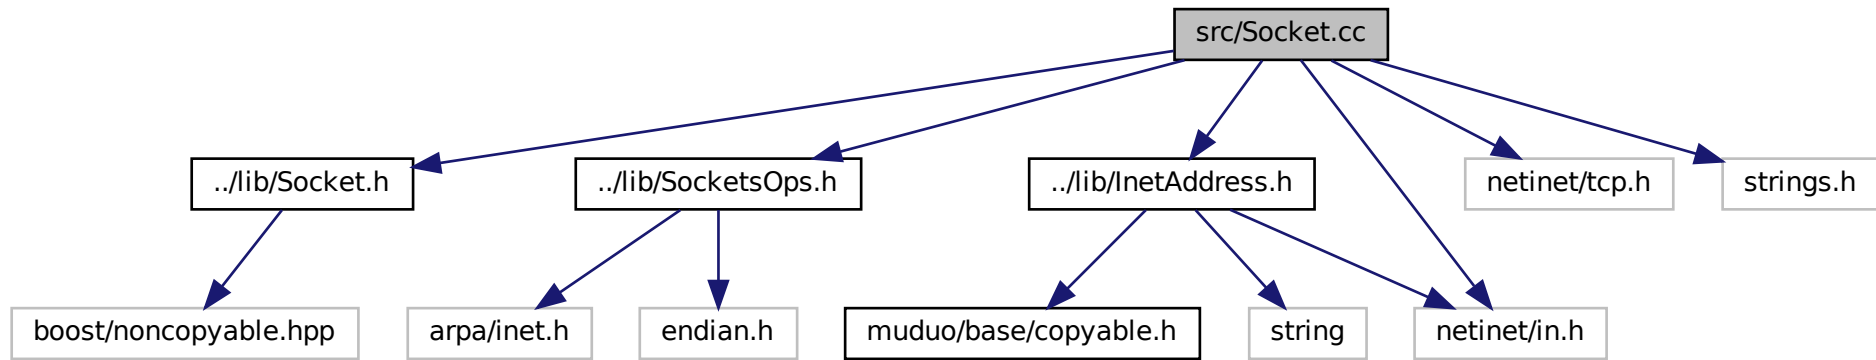 src/Socket.cc
../lib/Socket.h
../lib/SocketsOps.h
../lib/InetAddress.h
netinet/tcp.h
strings.h
boost/noncopyable.hpp
arpa/inet.h
endian.h
muduo/base/copyable.h
string
netinet/in.h